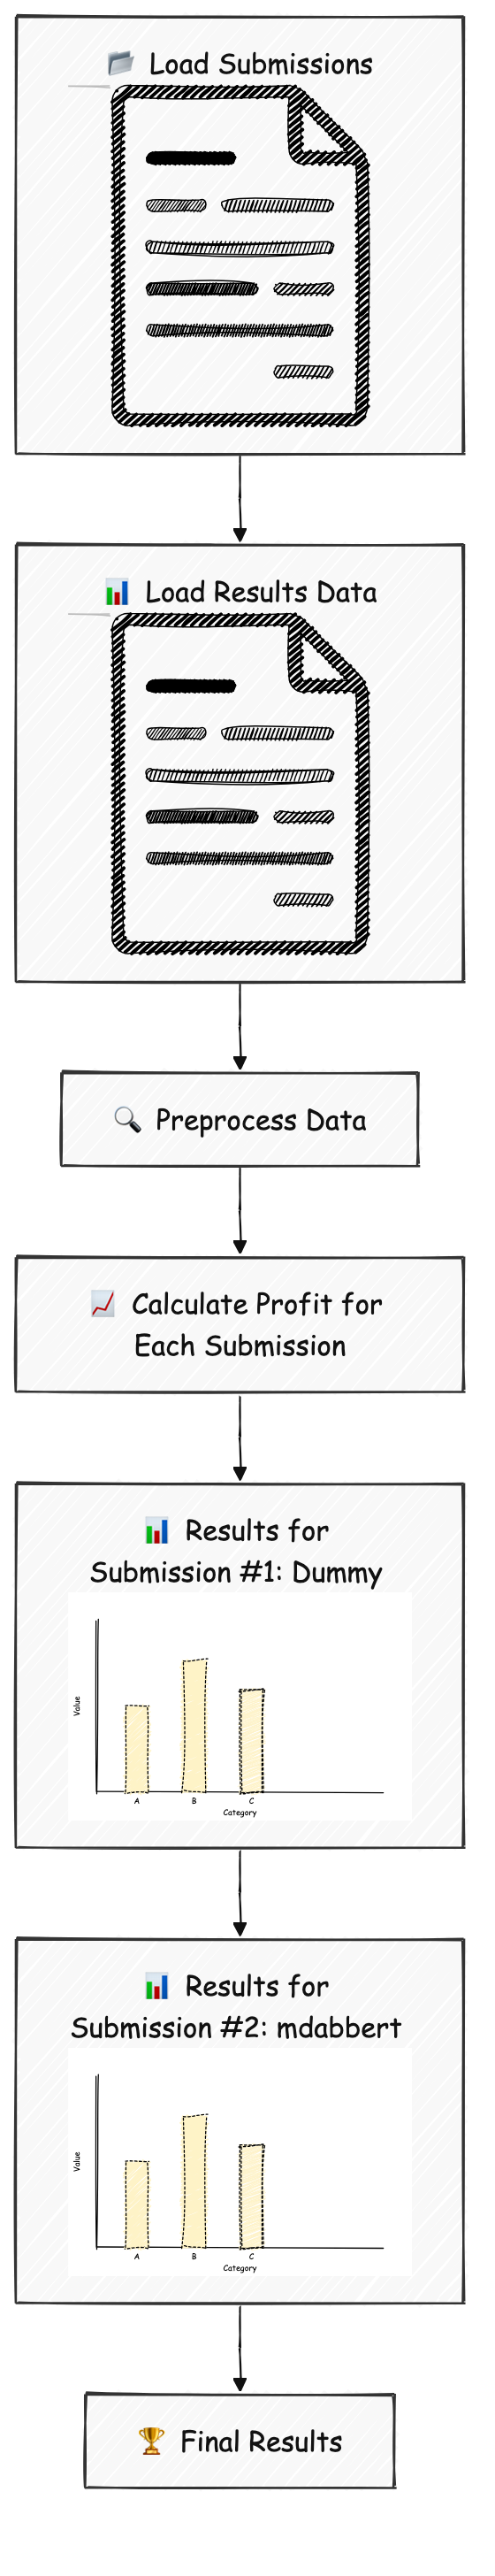 Load Submissions
Load Results Data
Preprocess Data
Calculate Profit for
Each Submission
Results for
Submission #1: Dummy
Value
A B C
Category
Results for
Submission #2: mdabbert
Value
A B C
Category
Final Results